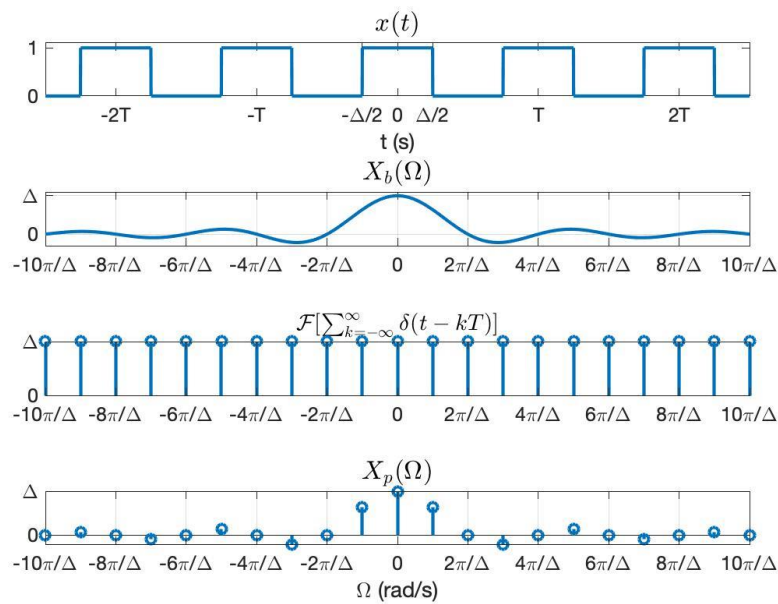 x(t)
1
0
-2T -T -Δ/2 0 Δ/2 T 2T
t (s)
X_b(Ω)
Δ
0
-10π/Δ -8π/Δ -6π/Δ -4π/Δ -2π/Δ 0 2π/Δ 4π/Δ 6π/Δ 8π/Δ 10π/Δ
ℱ[∑_{k=-∞}^{∞} δ(t − kT)]
Δ
0
-10π/Δ -8π/Δ -6π/Δ -4π/Δ -2π/Δ 0 2π/Δ 4π/Δ 6π/Δ 8π/Δ 10π/Δ
X_p(Ω)
Δ
0
-10π/Δ -8π/Δ -6π/Δ -4π/Δ -2π/Δ 0 2π/Δ 4π/Δ 6π/Δ 8π/Δ 10π/Δ
Ω (rad/s)